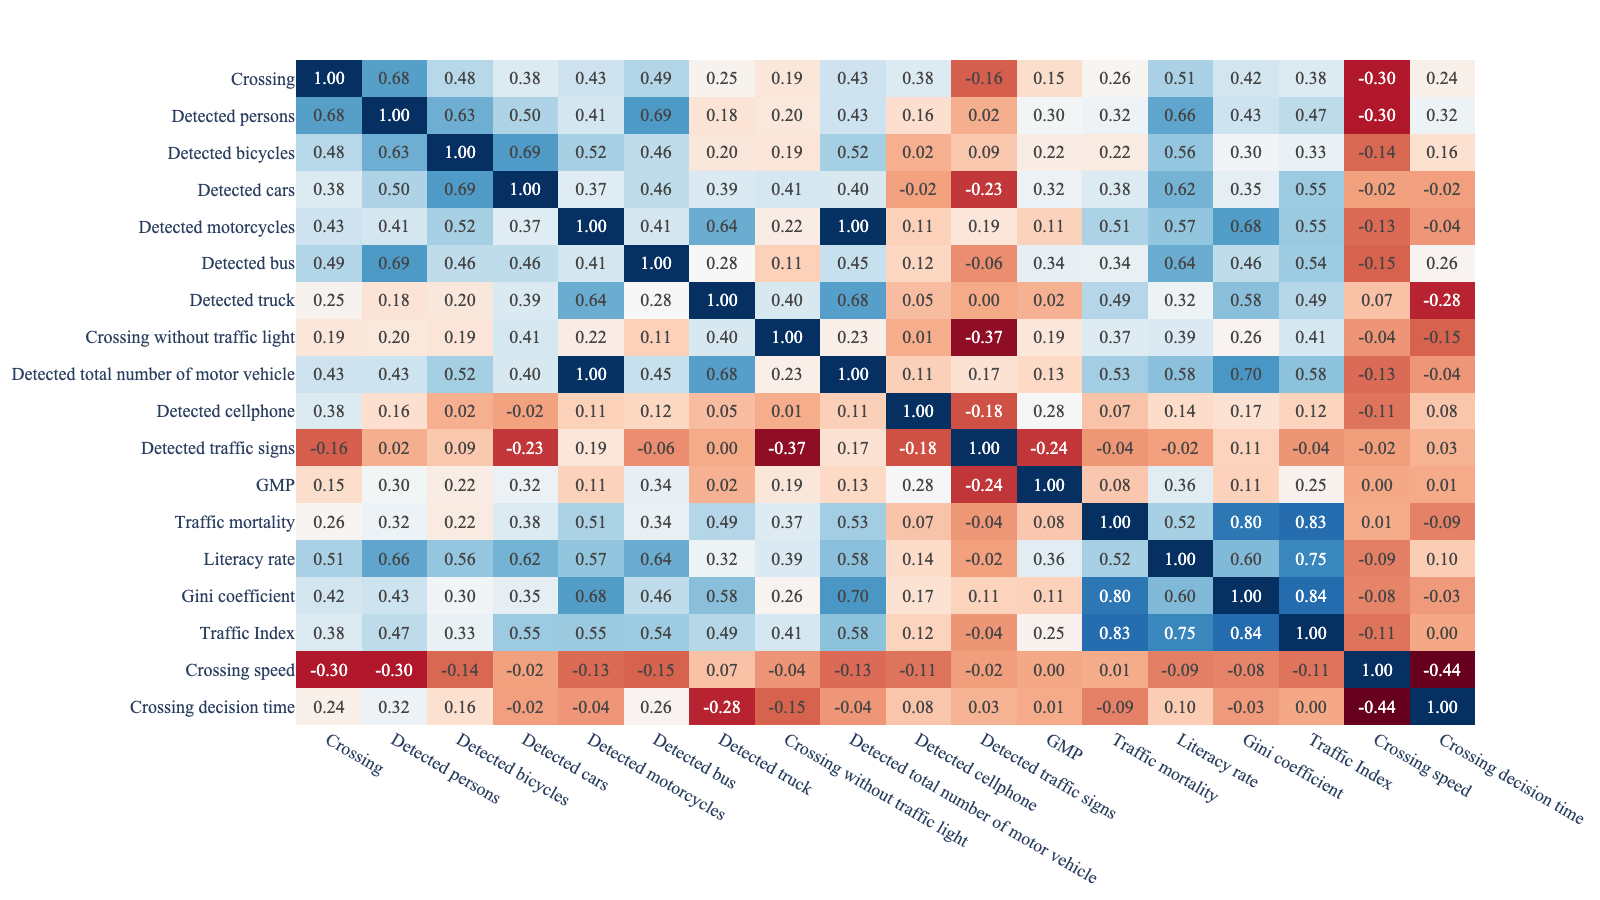 Crossing 1.00 0.68 0.48 0.38 0.43 0.49 0.25 0.19 0.43 0.38 -0.16 0.15 0.26 0.51 0.42 0.38 -0.30 0.24
Detected persons 0.68 1.00 0.63 0.50 0.41 0.69 0.18 0.20 0.43 0.16 0.02 0.30 0.32 0.66 0.43 0.47 -0.30 0.32
Detected bicycles 0.48 0.63 1.00 0.69 0.52 0.46 0.20 0.19 0.52 0.02 0.09 0.22 0.22 0.56 0.30 0.33 -0.14 0.16
Detected cars 0.38 0.50 0.69 1.00 0.37 0.46 0.39 0.41 0.40 -0.02 -0.23 0.32 0.38 0.62 0.35 0.55 -0.02 -0.02
Detected motorcycles 0.43 0.41 0.52 0.37 1.00 0.41 0.64 0.22 1.00 0.11 0.19 0.11 0.51 0.57 0.68 0.55 -0.13 -0.04
Detected bus 0.49 0.69 0.46 0.46 0.41 1.00 0.28 0.11 0.45 0.12 -0.06 0.34 0.34 0.64 0.46 0.54 -0.15 0.26
Detected truck 0.25 0.18 0.20 0.39 0.64 0.28 1.00 0.40 0.68 0.05 0.00 0.02 0.49 0.32 0.58 0.49 0.07 -0.28
Crossing without traffic light 0.19 0.20 0.19 0.41 0.22 0.11 0.40 1.00 0.23 0.01 -0.37 0.19 0.37 0.39 0.26 0.41 -0.04 -0.15
Detected total number of motor vehicle 0.43 0.43 0.52 0.40 1.00 0.45 0.68 0.23 1.00 0.11 0.17 0.13 0.53 0.58 0.70 0.58 -0.13 -0.04
Detected cellphone 0.38 0.16 0.02 -0.02 0.11 0.12 0.05 0.01 0.11 1.00 -0.18 0.28 0.07 0.14 0.17 0.12 -0.11 0.08
Detected traffic signs -0.16 0.02 0.09 -0.23 0.19 -0.06 0.00 -0.37 0.17 -0.18 1.00 -0.24 -0.04 -0.02 0.11 -0.04 -0.02 0.03
GMP 0.15 0.30 0.22 0.32 0.11 0.34 0.02 0.19 0.13 0.28 -0.24 1.00 0.08 0.36 0.11 0.25 0.00 0.01
Traffic mortality 0.26 0.32 0.22 0.38 0.51 0.34 0.49 0.37 0.53 0.07 -0.04 0.08 1.00 0.52 0.80 0.83 0.01 -0.09
Literacy rate 0.51 0.66 0.56 0.62 0.57 0.64 0.32 0.39 0.58 0.14 -0.02 0.36 0.52 1.00 0.60 0.75 -0.09 0.10
Gini coefficient 0.42 0.43 0.30 0.35 0.68 0.46 0.58 0.26 0.70 0.17 0.11 0.11 0.80 0.60 1.00 0.84 -0.08 -0.03
Traffic Index 0.38 0.47 0.33 0.55 0.55 0.54 0.49 0.41 0.58 0.12 -0.04 0.25 0.83 0.75 0.84 1.00 -0.11 0.00
Crossing speed -0.30 -0.30 -0.14 -0.02 -0.13 -0.15 0.07 -0.04 -0.13 -0.11 -0.02 0.00 0.01 -0.09 -0.08 -0.11 1.00 -0.44
Crossing decision time 0.24 0.32 0.16 -0.02 -0.04 0.26 -0.28 -0.15 -0.04 0.08 0.03 0.01 -0.09 0.10 -0.03 0.00 -0.44 1.00
Crossing
Detected persons
Detected bicycles
Detected cars
Detected motorcycles
Detected bus
Detected truck
Crossing without traffic light
Detected total number of motor vehicle
Detected cellphone
Detected traffic signs
GMP
Traffic mortality
Literacy rate
Gini coefficient
Traffic Index
Crossing speed
Crossing decision time